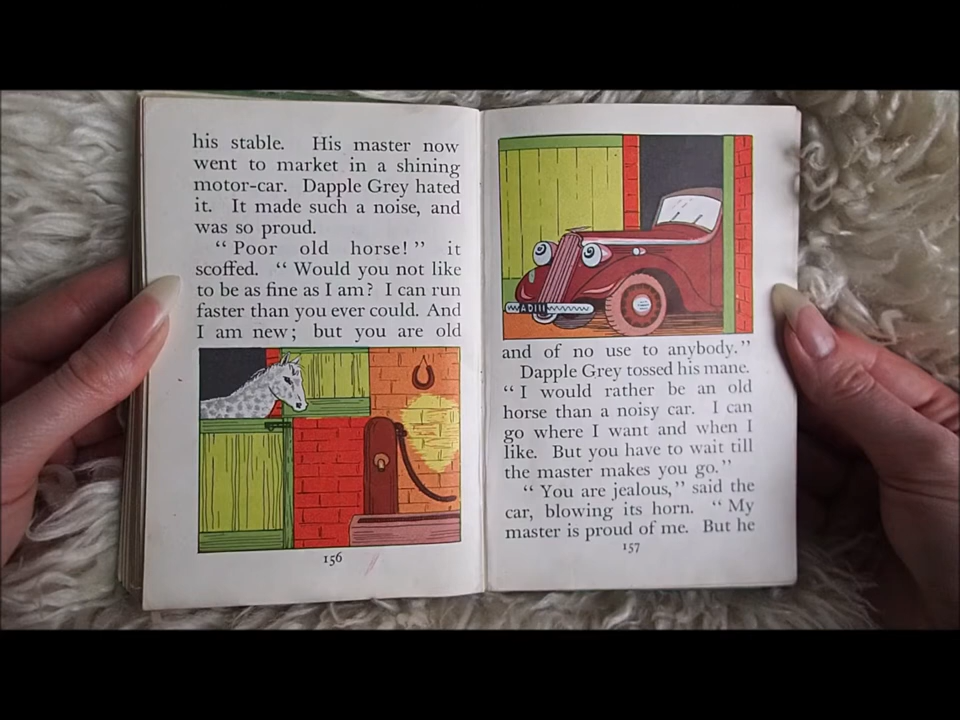 his stable. His master now
went to market in a shining
motor-car. Dapple Grey hated
it. It made such a noise, and
was so proud.
“Poor old horse!” it
scoffed. “Would you not like
to be as fine as I am? I can run
faster than you ever could. And
I am new; but you are old
156
and of no use to anybody.”
Dapple Grey tossed his mane.
“I would rather be an old
horse than a noisy car. I can
go where I want and when I
like. But you have to wait till
the master makes you go.”
“You are jealous,” said the
car, blowing its horn. “My
master is proud of me. But he
157